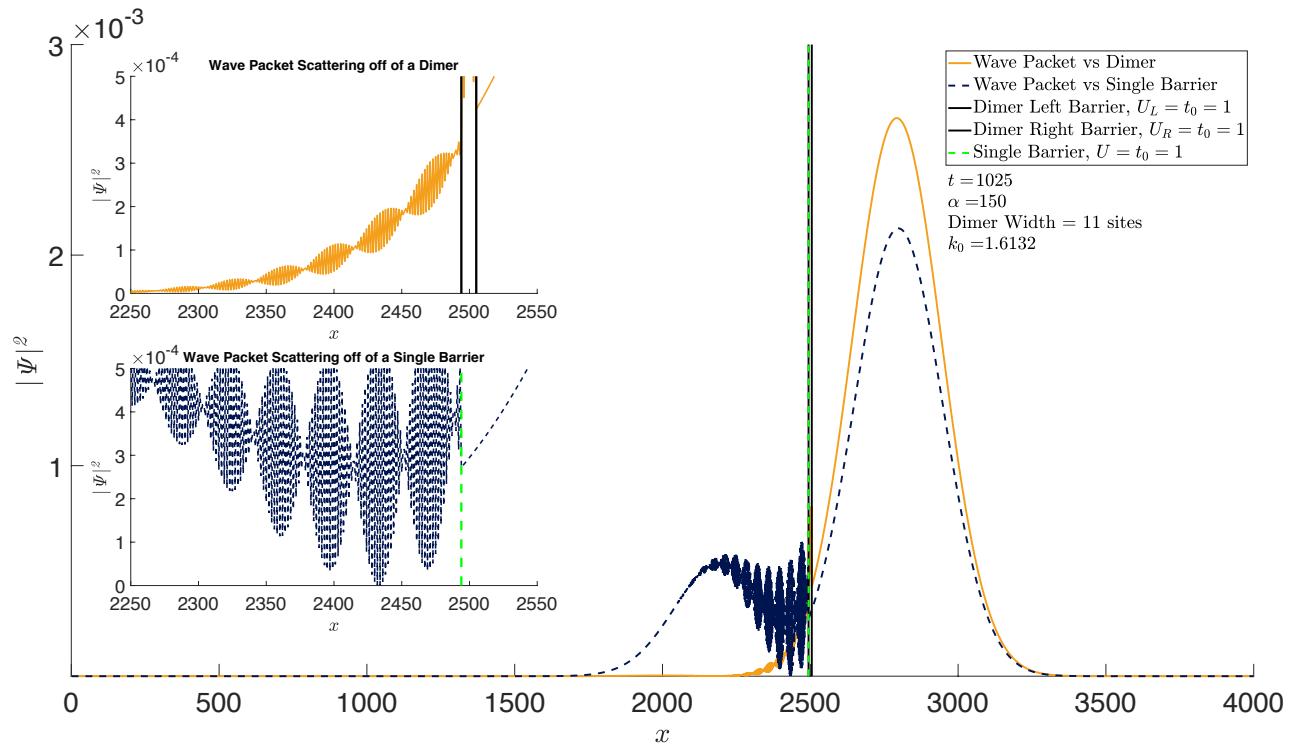 ×10⁻³
3
2
1
|Ψ|²
0 500 1000 1500 2000 2500 3000 3500 4000
x
×10⁻⁴
Wave Packet Scattering off of a Dimer
5
4
3
2
1
0
|Ψ|²
2250 2300 2350 2400 2450 2500 2550
x
×10⁻⁴
Wave Packet Scattering off of a Single Barrier
5
4
3
2
1
0
|Ψ|²
2250 2300 2350 2400 2450 2500 2550
x
Wave Packet vs Dimer
Wave Packet vs Single Barrier
Dimer Left Barrier, U_L = t₀ = 1
Dimer Right Barrier, U_R = t₀ = 1
Single Barrier, U = t₀ = 1
t =1025
α =150
Dimer Width = 11 sites
k₀ =1.6132